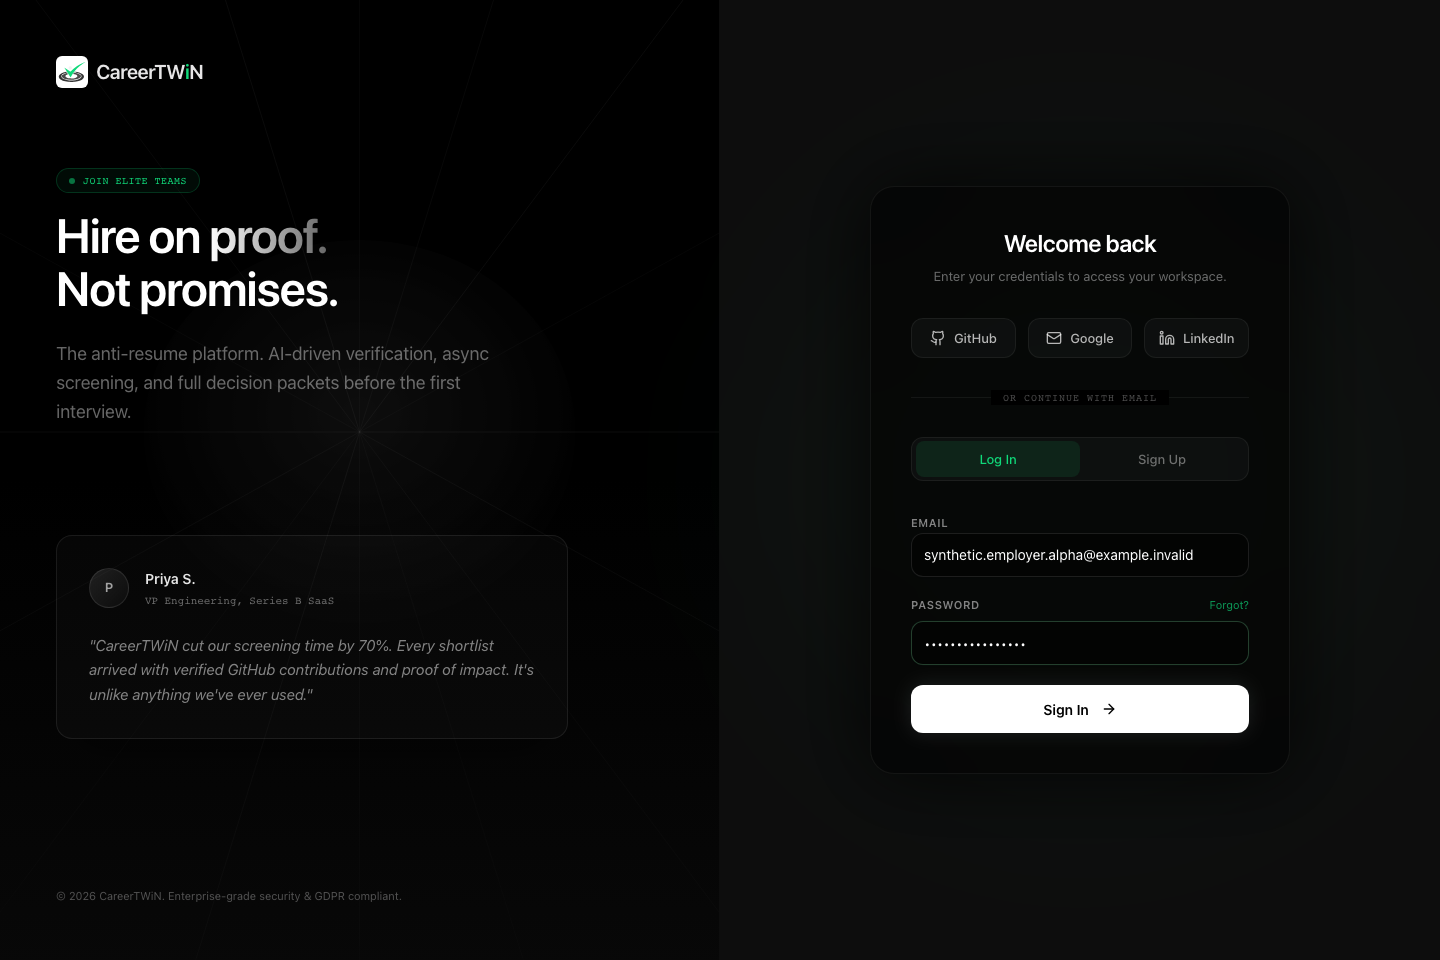 CareerTWiN
JOIN ELITE TEAMS
Hire on proof.
Not promises.
The anti-resume platform. AI-driven verification, async
screening, and full decision packets before the first
interview.
P
Priya S.
VP Engineering, Series B SaaS
"CareerTWiN cut our screening time by 70%. Every shortlist
arrived with verified GitHub contributions and proof of impact. It's
unlike anything we've ever used."
© 2026 CareerTWiN. Enterprise-grade security & GDPR compliant.
Welcome back
Enter your credentials to access your workspace.
GitHub
Google
LinkedIn
OR CONTINUE WITH EMAIL
Log In
Sign Up
EMAIL
synthetic.employer.alpha@example.invalid
PASSWORD
Forgot?
•••••••••••••••
Sign In